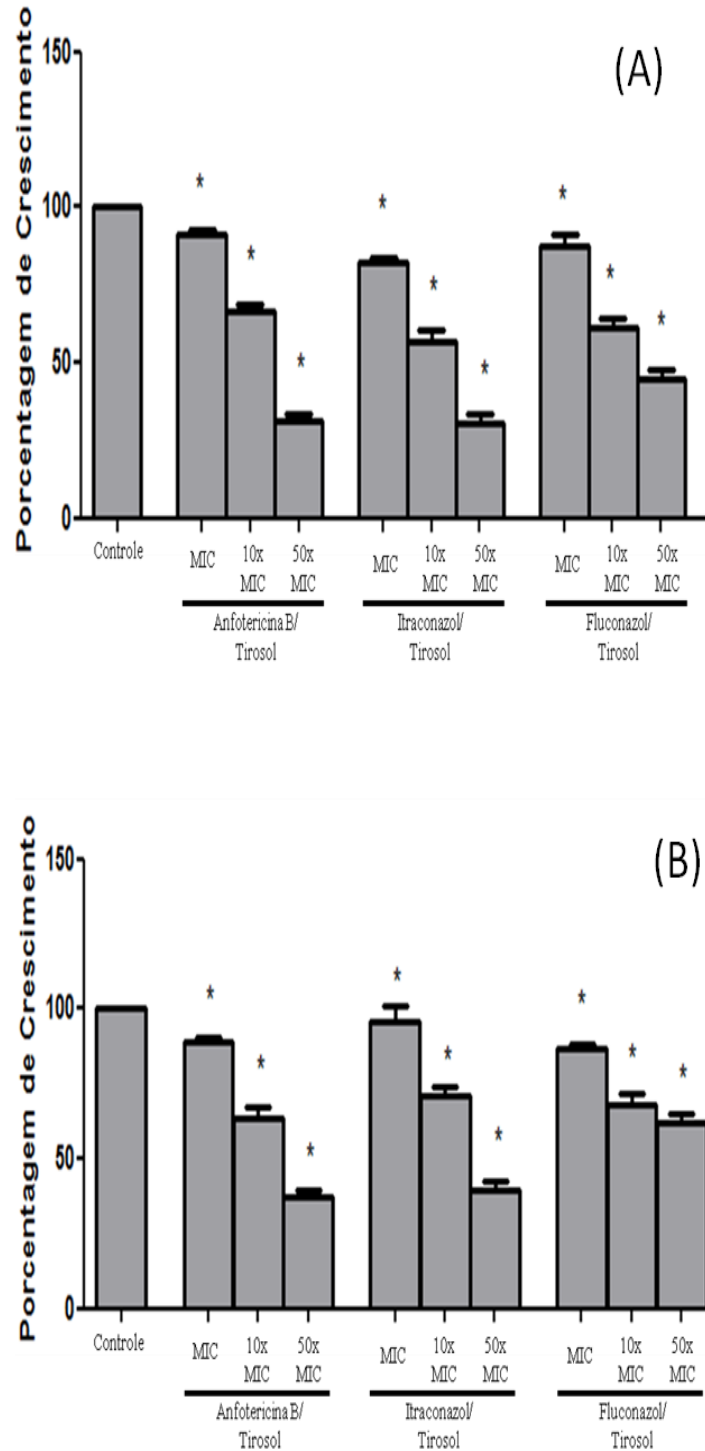 (A)
Porcentagem de Crescimento
150
100
50
0
Controle
MIC
10x
MIC
50x
MIC
Anfotericina B/
Tirosol
MIC
10x
MIC
50x
MIC
Itraconazol/
Tirosol
MIC
10x
MIC
50x
MIC
Fluconazol/
Tirosol
* * * * * * * * *
(B)
Porcentagem de Crescimento
150
100
50
0
Controle
MIC
10x
MIC
50x
MIC
Anfotericina B/
Tirosol
MIC
10x
MIC
50x
MIC
Itraconazol/
Tirosol
MIC
10x
MIC
50x
MIC
Fluconazol/
Tirosol
* * * * * * * * *